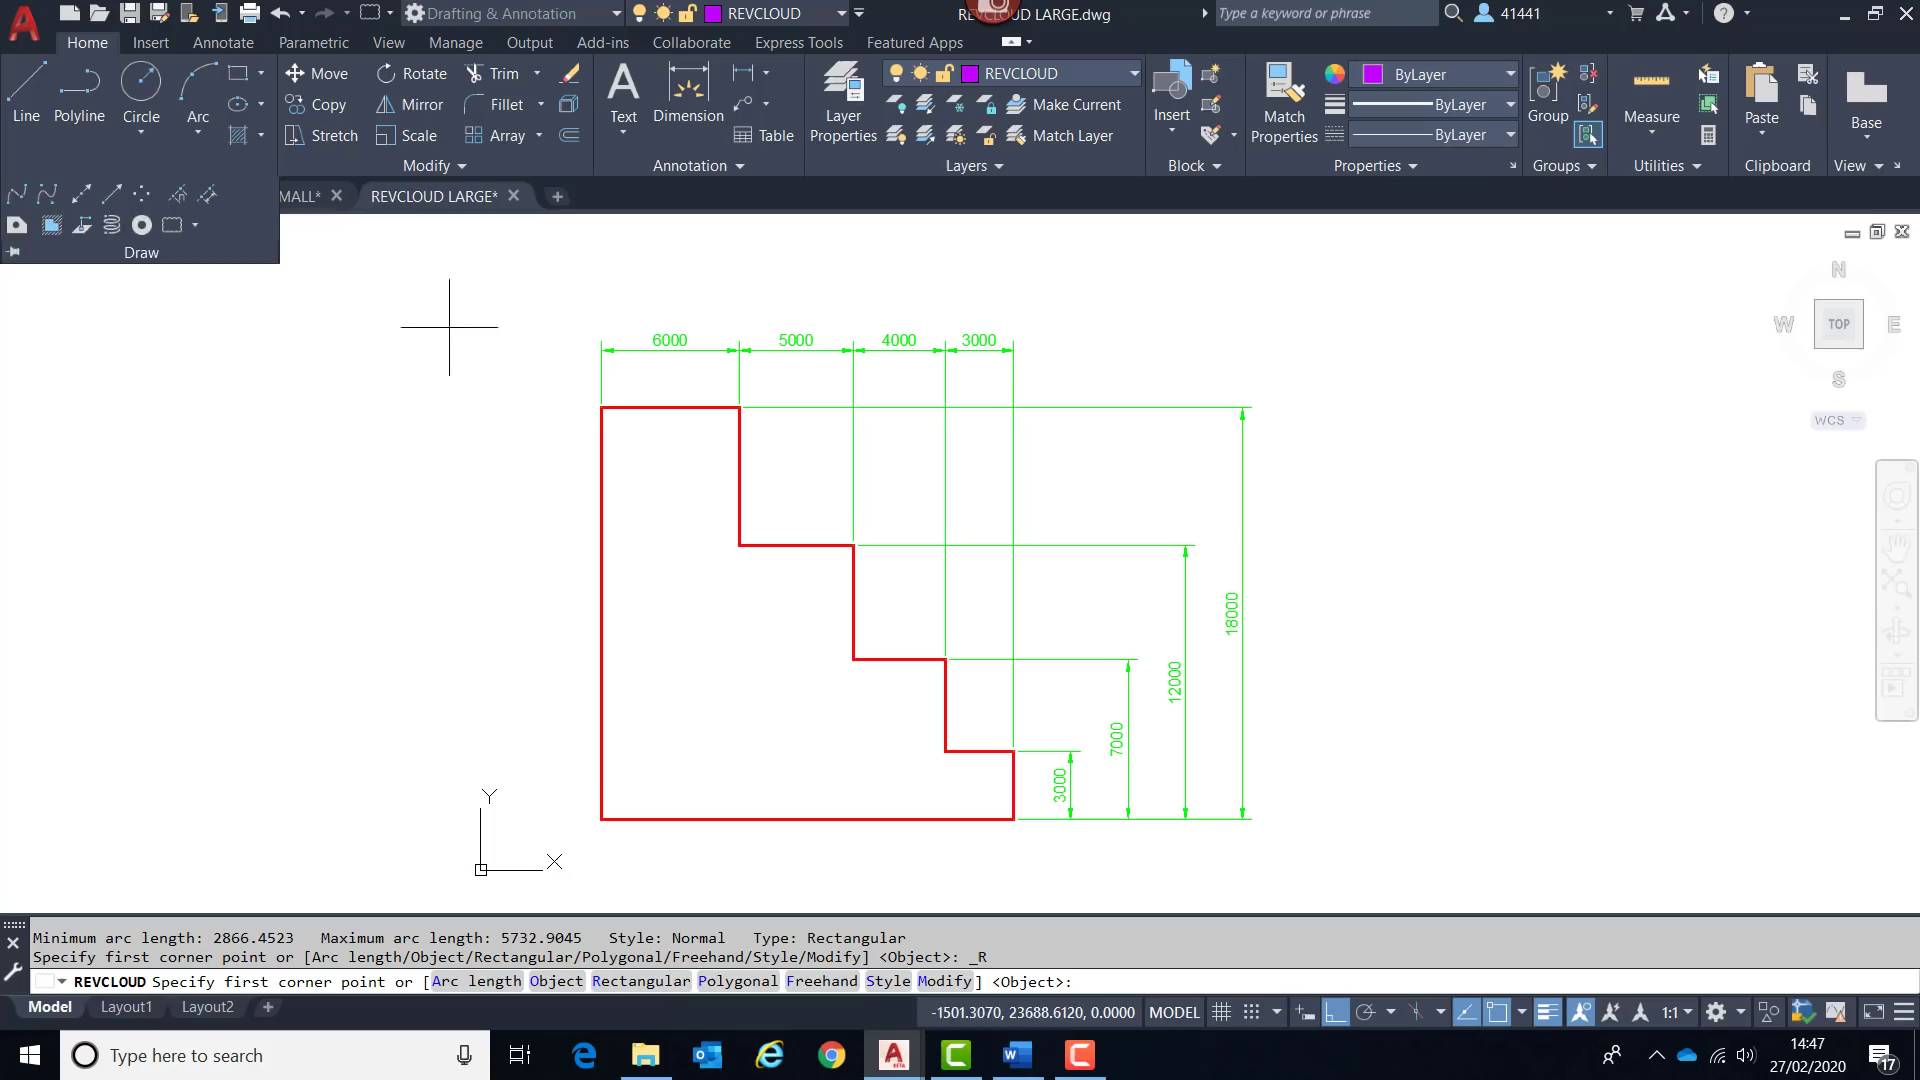 Drafting & Annotation
REVCLOUD
REVCLOUD LARGE.dwg
Type a keyword or phrase
41441
Home Insert Annotate Parametric View Manage Output Add-ins Collaborate Express Tools Featured Apps
Line Polyline Circle Arc
Move Rotate Trim
Copy Mirror Fillet
Stretch Scale Array
Modify
Text Dimension Table
Annotation
Layer Properties
REVCLOUD
Make Current
Match Layer
Layers
Insert
Block
Match Properties
ByLayer
ByLayer
ByLayer
Properties
Group
Groups
Measure
Utilities
Paste
Clipboard
Base
View
MALL*
REVCLOUD LARGE*
Draw
N
W TOP E
S
WCS
6000 5000 4000 3000
18000
12000
7000
3000
Y
X
Minimum arc length: 2866.4523 Maximum arc length: 5732.9045 Style: Normal Type: Rectangular
Specify first corner point or [Arc length/Object/Rectangular/Polygonal/Freehand/Style/Modify] <Object>: _R
REVCLOUD Specify first corner point or [Arc length Object Rectangular Polygonal Freehand Style Modify] <Object>:
Model Layout1 Layout2
-1501.3070, 23688.6120, 0.0000 MODEL 1:1
Type here to search
14:47
27/02/2020
17